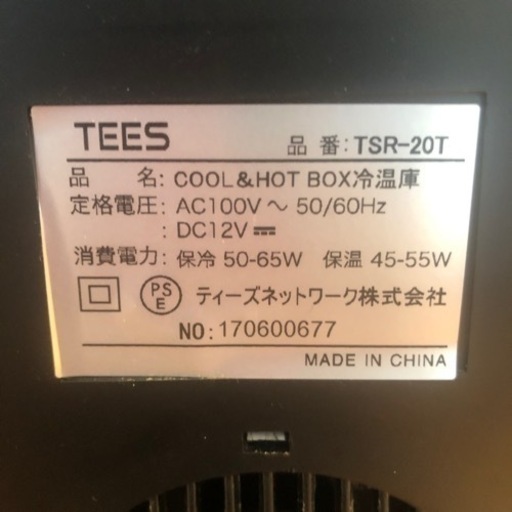 TEES 品 番: TSR-20T
品 名: COOL&HOT BOX冷温庫
定格電圧: AC100V ~ 50/60Hz
: DC12V ⎓
消費電力: 保冷 50-65W 保温 45-55W
PSE ティーズネットワーク株式会社
NO: 170600677
MADE IN CHINA